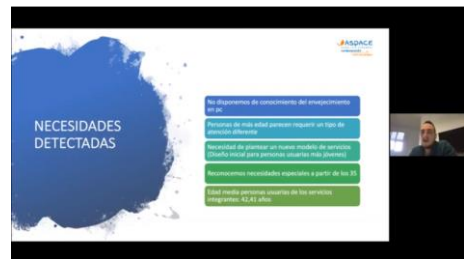 ASPACE
NECESIDADES
DETECTADAS
No disponemos de conocimiento del envejecimiento
en pc
Personas de más edad parecen requerir un tipo de
atención diferente
Necesidad de plantear un nuevo modelo de servicios
(Diseño inicial para personas usuarias más jóvenes)
Reconocemos necesidades especiales a partir de los 35
Edad media personas usuarias de los servicios
integrantes: 42,41 años